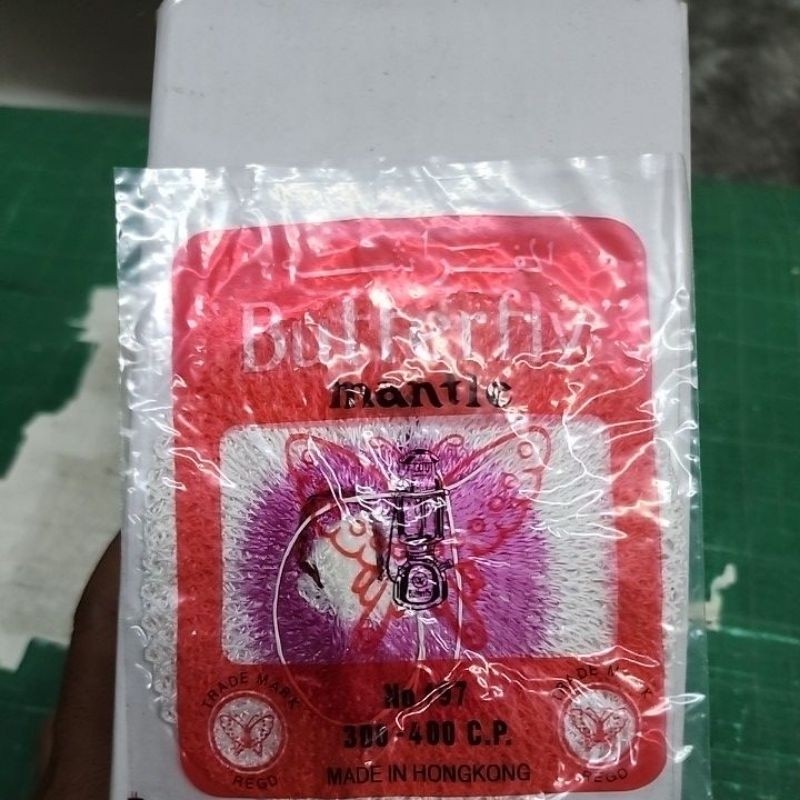 Butterfly
mantle
300-400 C.P.
MADE IN HONGKONG
TRADE MARK
REGD
TRADE MARK
REGD